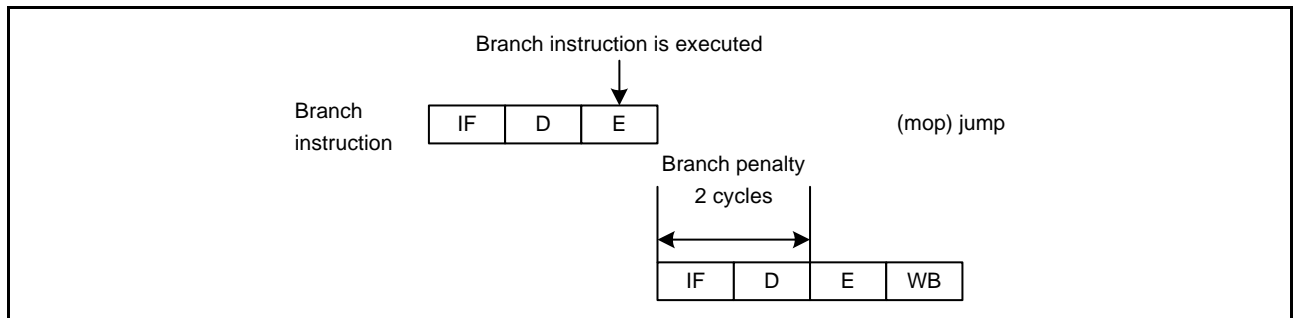 Branch instruction is executed
Branch
instruction
IF D E
(mop) jump
Branch penalty
2 cycles
IF D E WB